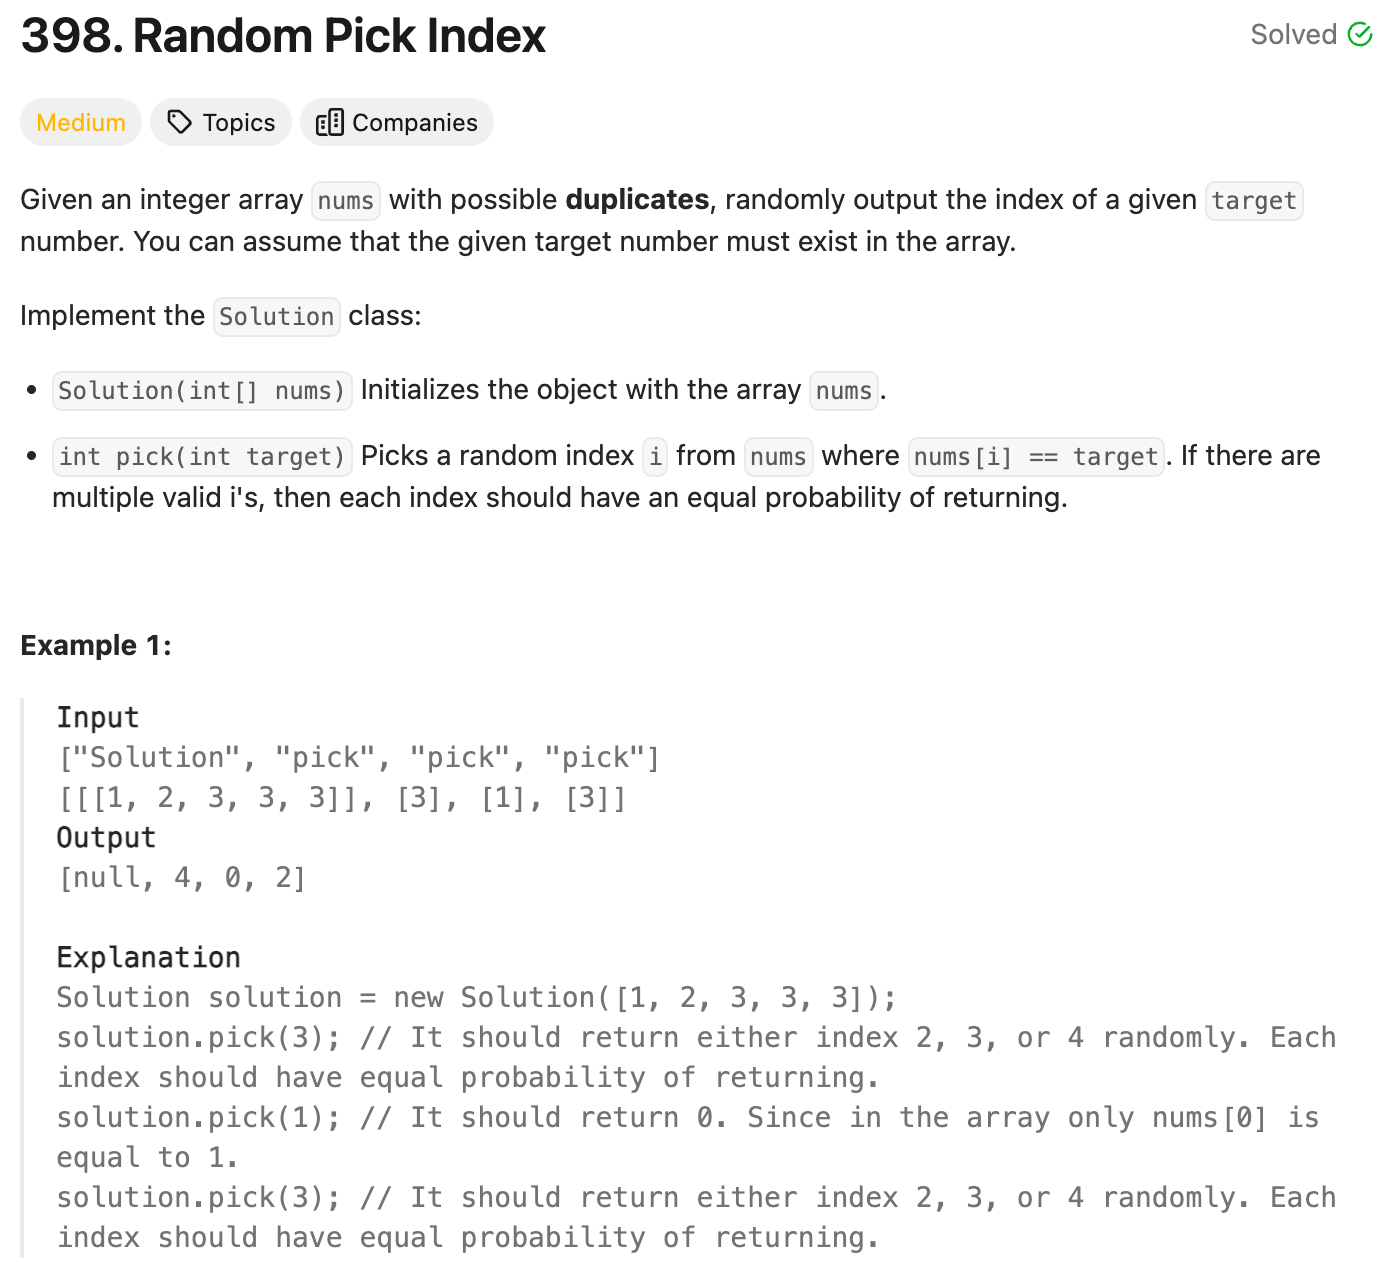 398. Random Pick Index
Solved
Medium
Topics
Companies
Given an integer array nums with possible duplicates, randomly output the index of a given target
number. You can assume that the given target number must exist in the array.
Implement the Solution class:
• Solution(int[] nums) Initializes the object with the array nums.
• int pick(int target) Picks a random index i from nums where nums[i] == target. If there are
multiple valid i's, then each index should have an equal probability of returning.
Example 1:
Input
["Solution", "pick", "pick", "pick"]
[[[1, 2, 3, 3, 3]], [3], [1], [3]]
Output
[null, 4, 0, 2]
Explanation
Solution solution = new Solution([1, 2, 3, 3, 3]);
solution.pick(3); // It should return either index 2, 3, or 4 randomly. Each
index should have equal probability of returning.
solution.pick(1); // It should return 0. Since in the array only nums[0] is
equal to 1.
solution.pick(3); // It should return either index 2, 3, or 4 randomly. Each
index should have equal probability of returning.